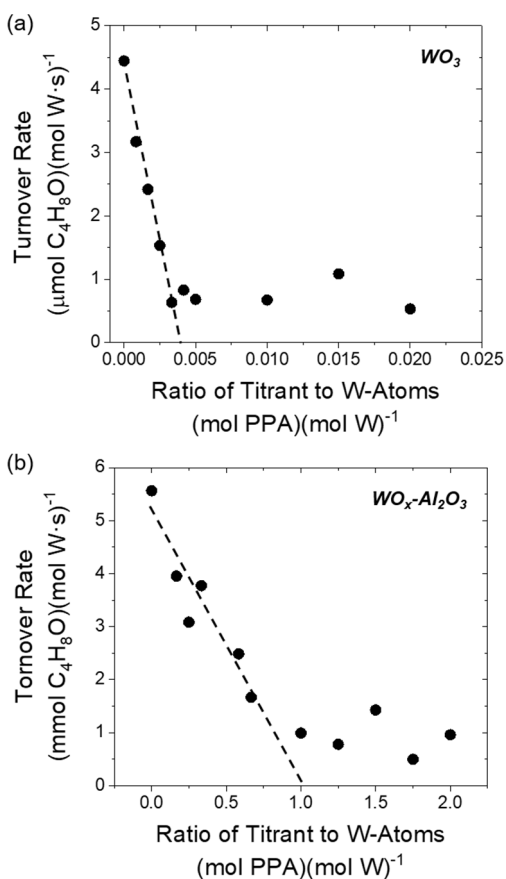 (a)
WO3
5
4
3
2
1
0
Turnover Rate
(μmol C4H8O)(mol W·s)-1
0.000 0.005 0.010 0.015 0.020 0.025
Ratio of Titrant to W-Atoms
(mol PPA)(mol W)-1
(b)
WOx-Al2O3
6
5
4
3
2
1
0
Tornover Rate
(mmol C4H8O)(mol W·s)-1
0.0 0.5 1.0 1.5 2.0
Ratio of Titrant to W-Atoms
(mol PPA)(mol W)-1